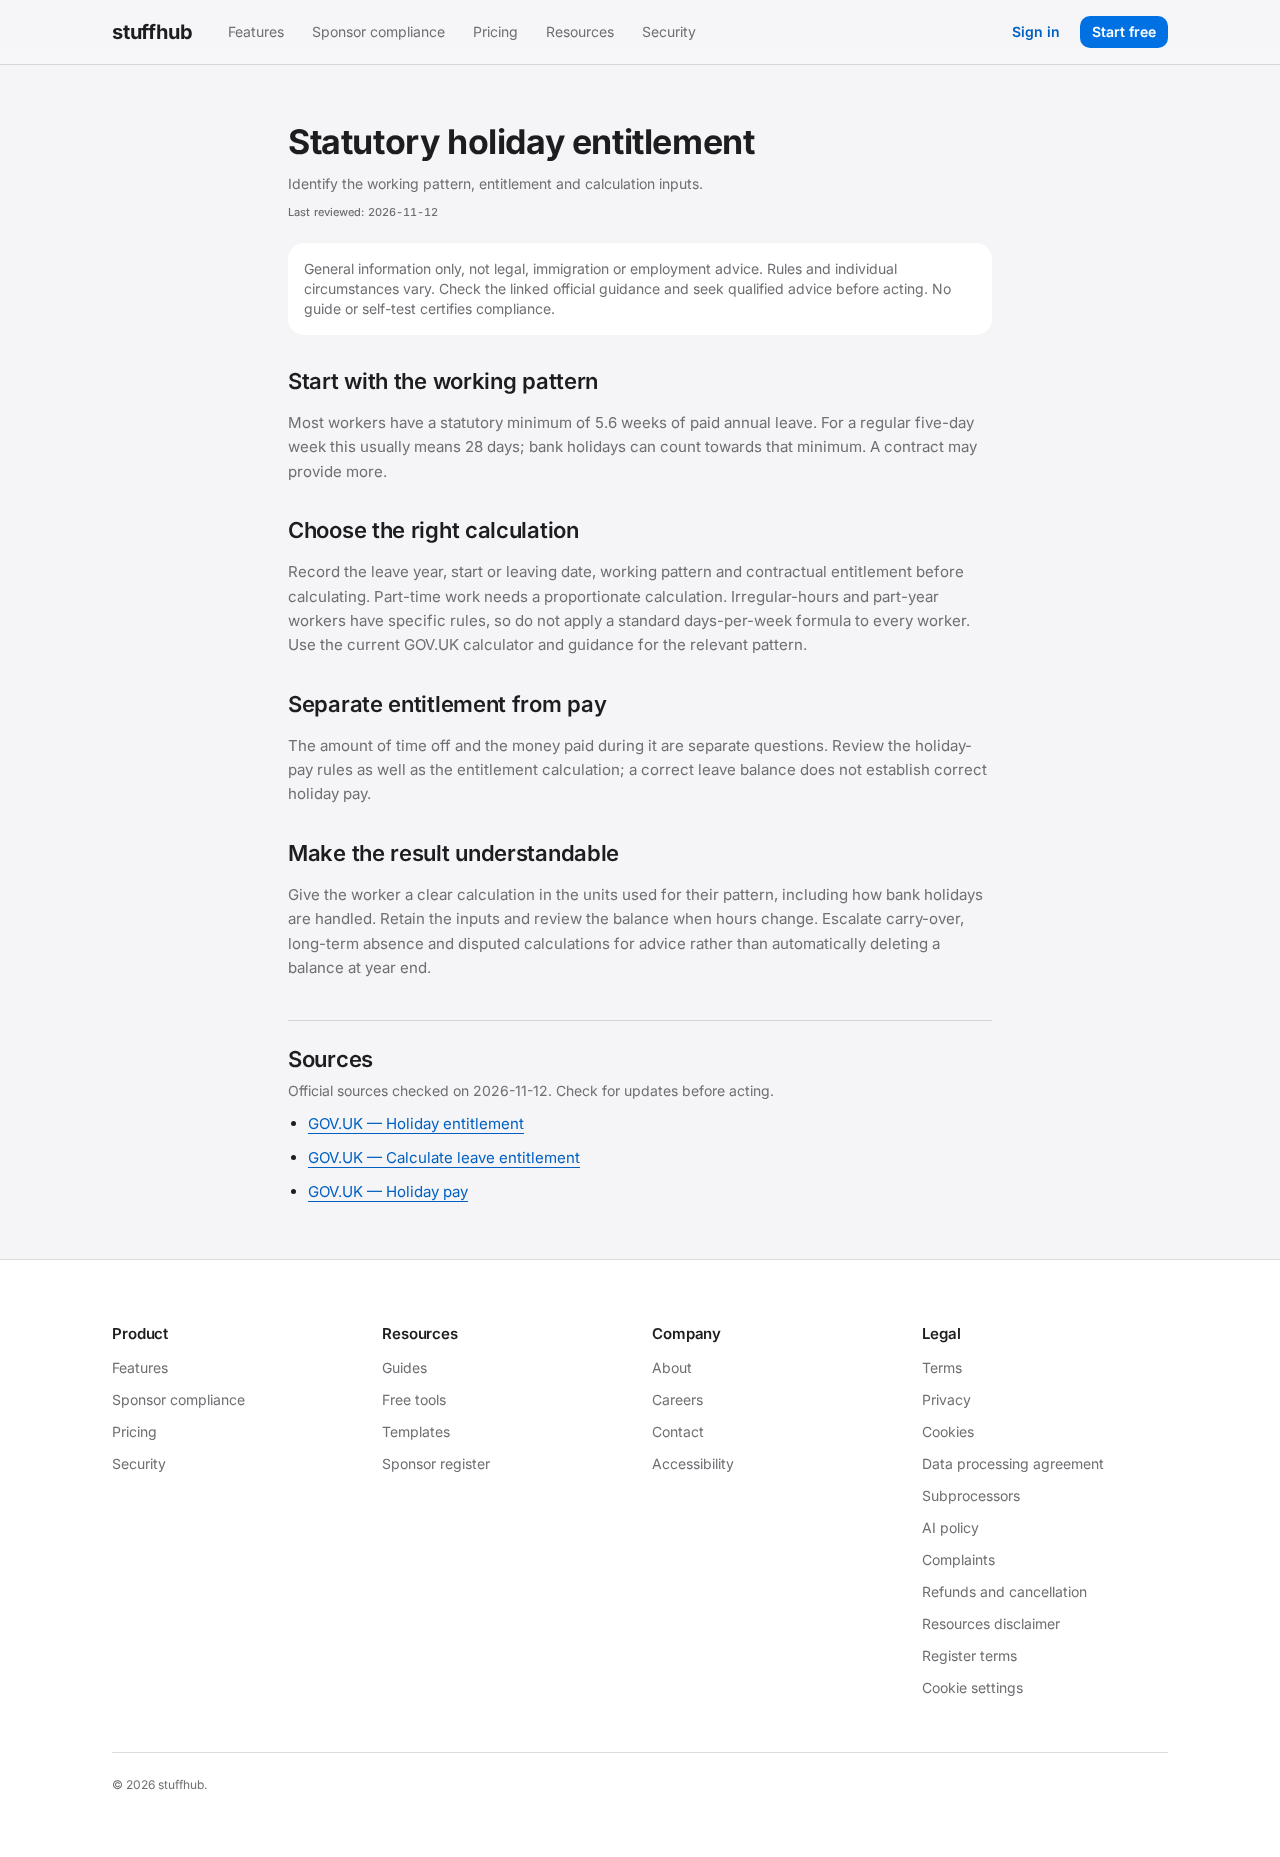 stuffhub
Features
Sponsor compliance
Pricing
Resources
Security
Sign in
Start free
Statutory holiday entitlement
Identify the working pattern, entitlement and calculation inputs.
Last reviewed: 2026-11-12
General information only, not legal, immigration or employment advice. Rules and individual
circumstances vary. Check the linked official guidance and seek qualified advice before acting. No
guide or self-test certifies compliance.
Start with the working pattern
Most workers have a statutory minimum of 5.6 weeks of paid annual leave. For a regular five-day
week this usually means 28 days; bank holidays can count towards that minimum. A contract may
provide more.
Choose the right calculation
Record the leave year, start or leaving date, working pattern and contractual entitlement before
calculating. Part-time work needs a proportionate calculation. Irregular-hours and part-year
workers have specific rules, so do not apply a standard days-per-week formula to every worker.
Use the current GOV.UK calculator and guidance for the relevant pattern.
Separate entitlement from pay
The amount of time off and the money paid during it are separate questions. Review the holiday-
pay rules as well as the entitlement calculation; a correct leave balance does not establish correct
holiday pay.
Make the result understandable
Give the worker a clear calculation in the units used for their pattern, including how bank holidays
are handled. Retain the inputs and review the balance when hours change. Escalate carry-over,
long-term absence and disputed calculations for advice rather than automatically deleting a
balance at year end.
Sources
Official sources checked on 2026-11-12. Check for updates before acting.
• GOV.UK — Holiday entitlement
• GOV.UK — Calculate leave entitlement
• GOV.UK — Holiday pay
Product
Features
Sponsor compliance
Pricing
Security
Resources
Guides
Free tools
Templates
Sponsor register
Company
About
Careers
Contact
Accessibility
Legal
Terms
Privacy
Cookies
Data processing agreement
Subprocessors
AI policy
Complaints
Refunds and cancellation
Resources disclaimer
Register terms
Cookie settings
© 2026 stuffhub.